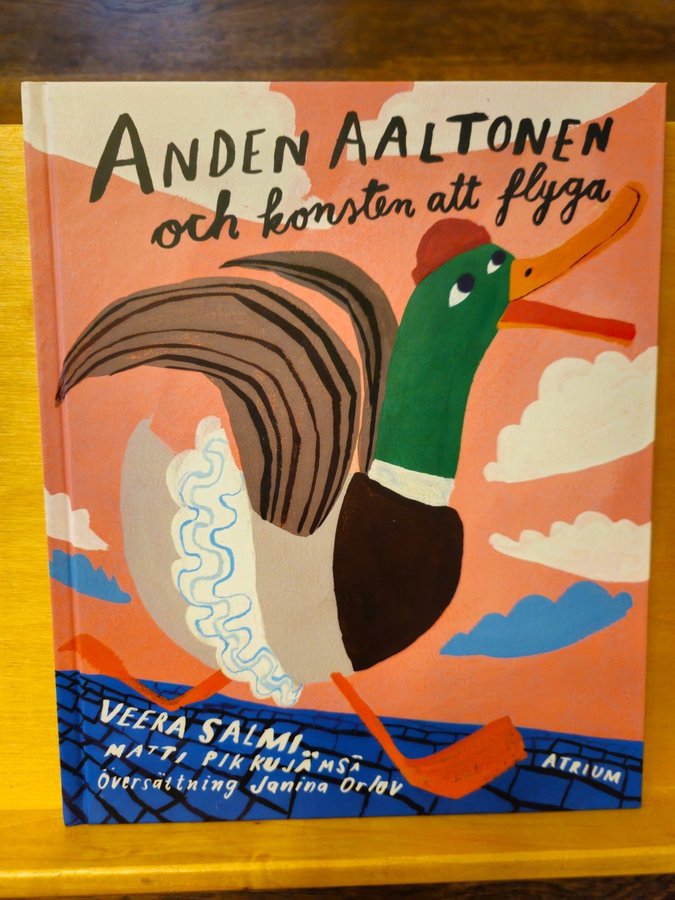 ANDEN AALTONEN
och konsten att flyga
VEERA SALMI
MATTI PIKKUJÄMSÄ
Översättning Janina Orlov
ATRIUM